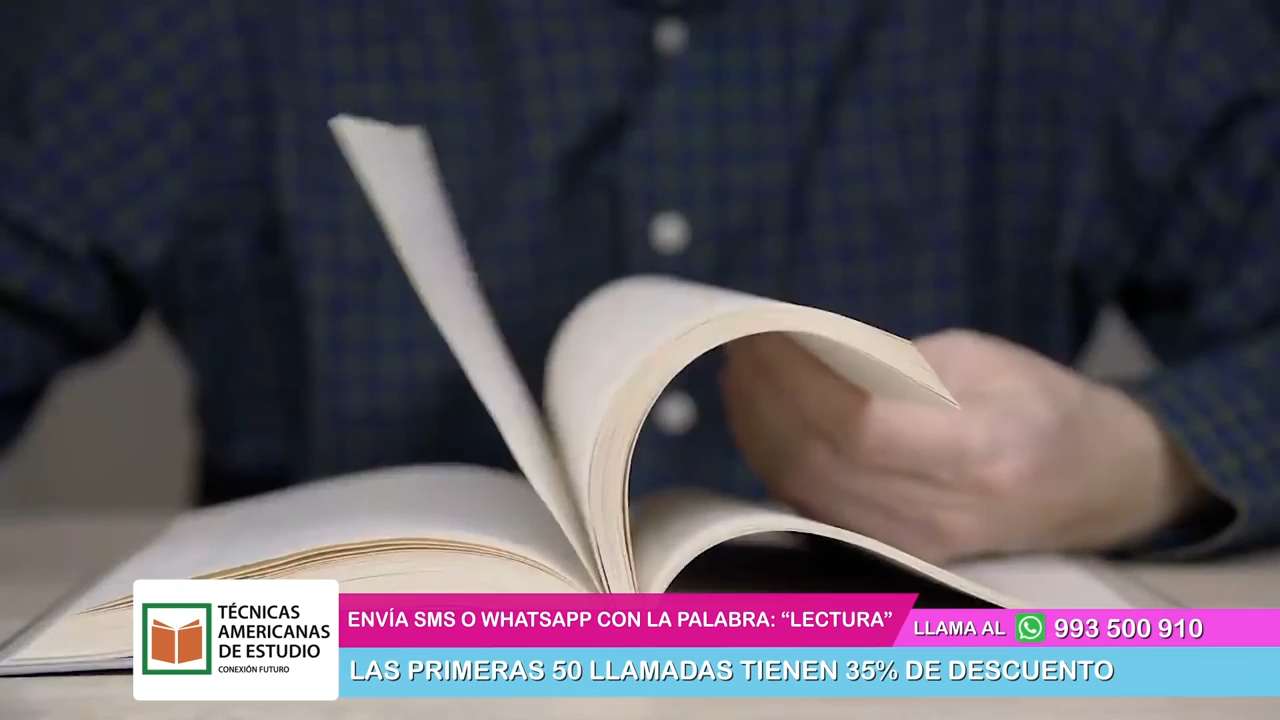 TÉCNICAS
AMERICANAS
DE ESTUDIO
CONEXIÓN FUTURO
ENVÍA SMS O WHATSAPP CON LA PALABRA: “LECTURA”
LLAMA AL 993 500 910
LAS PRIMERAS 50 LLAMADAS TIENEN 35% DE DESCUENTO